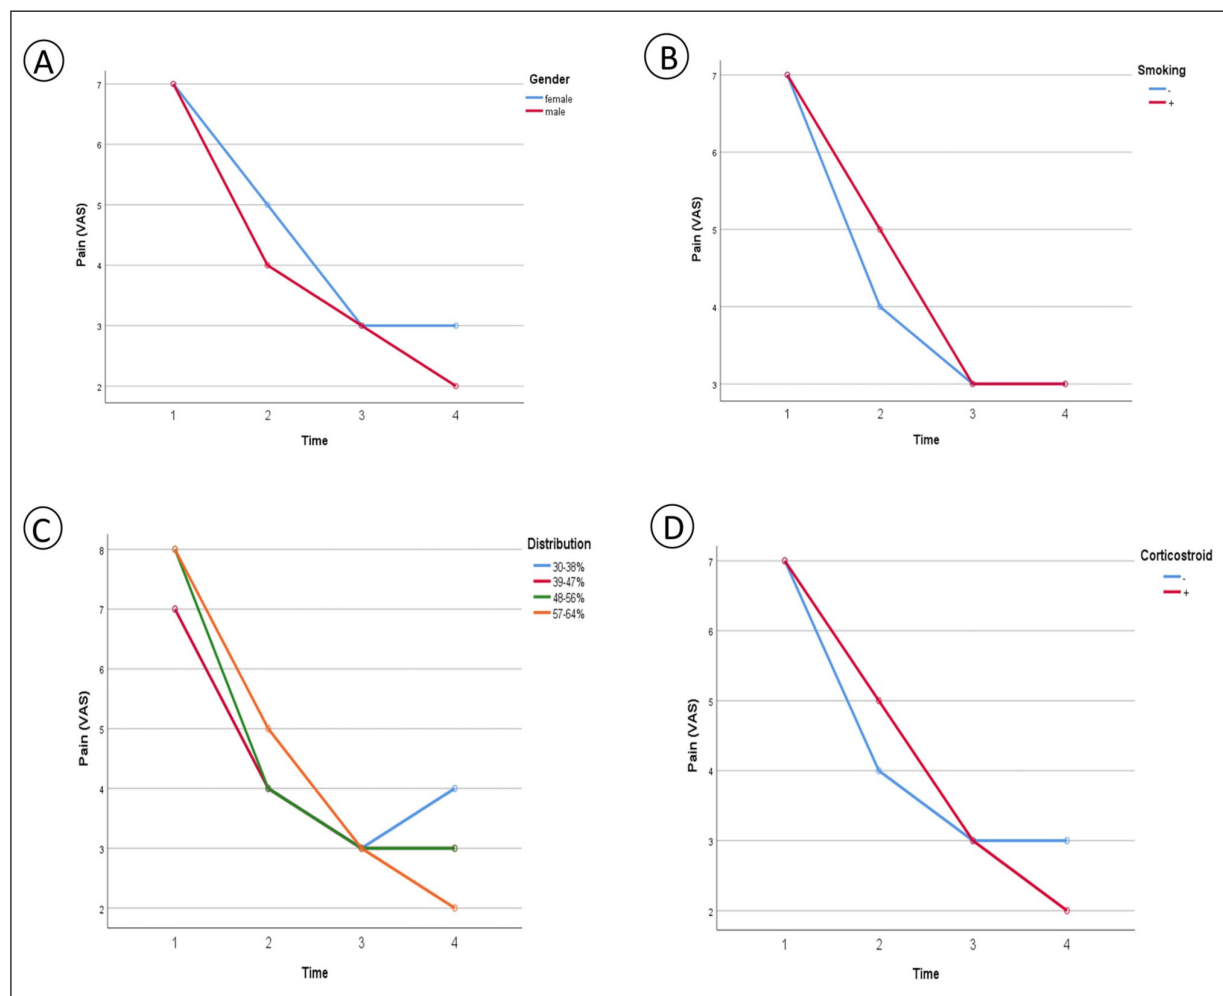 A
Gender
female
male
Pain (VAS)
7
6
5
4
3
2
1
2
3
4
Time
B
Smoking
-
+
Pain (VAS)
7
6
5
4
3
1
2
3
4
Time
C
Distribution
30-38%
39-47%
48-56%
57-64%
Pain (VAS)
8
7
6
5
4
3
2
1
2
3
4
Time
D
Corticostroid
-
+
Pain (VAS)
7
6
5
4
3
2
1
2
3
4
Time